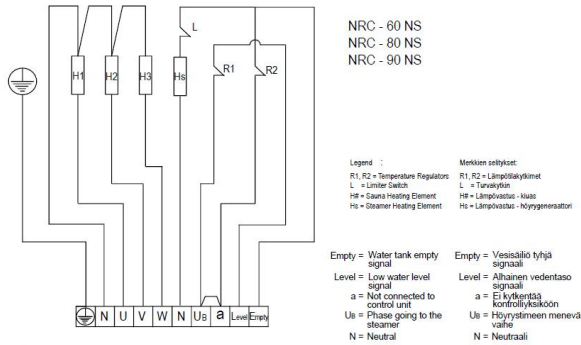 L
NRC - 60 NS
NRC - 80 NS
NRC - 90 NS
H1
H2
H3
Hs
R1
R2
Legend :
R1, R2 = Temperature Regulators
L = Limiter Switch
H# = Sauna Heating Element
Hs = Steamer Heating Element
Merkkien selitykset:
R1, R2 = Lämpötilakytkimet
L = Turvakytkin
H# = Lämpövastus - kiuas
Hs = Lämpövastus - höyrygeneraattori
Empty = Water tank empty
signal
Level = Low water level
signal
a = Not connected to
control unit
UB = Phase going to the
steamer
N = Neutral
Empty = Vesisäiliö tyhjä
signaali
Level = Alhainen vedentaso
signaali
a = Ei kytkentää
kontrolliyksiköön
UB = Höyrystimeen menevä
vaihe
N = Neutraali
N U V W N UB a Level Empty